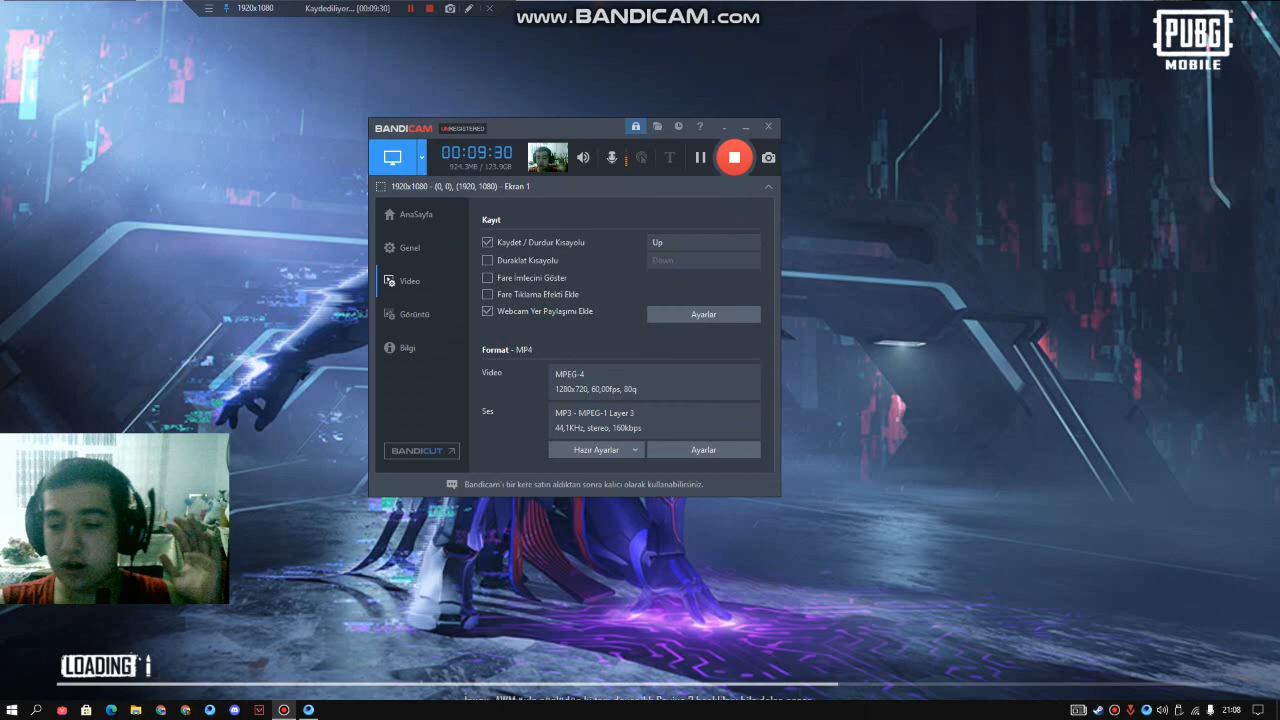 1920x1080 Kaydediliyor... [00:09:30]
www.BANDICAM.com
PUBG
MOBILE
BANDICAM UNREGISTERED
00:09:30
924.3MB / 123.9GB
1920x1080 - (0, 0), (1920, 1080) - Ekran 1
AnaSayfa
Genel
Video
Görüntü
Bilgi
BANDICUT
Kayıt
Kaydet / Durdur Kısayolu Up
Duraklat Kısayolu Down
Fare İmlecini Göster
Fare Tıklama Efekti Ekle
Webcam Yer Paylaşımı Ekle Ayarlar
Format - MP4
Video MPEG-4
1280x720, 60,00fps, 80q
Ses MP3 - MPEG-1 Layer 3
44,1KHz, stereo, 160kbps
Hazır Ayarlar Ayarlar
Bandicam'ı bir kere satın aldıktan sonra kalıcı olarak kullanabilirsiniz.
LOADING
21:08